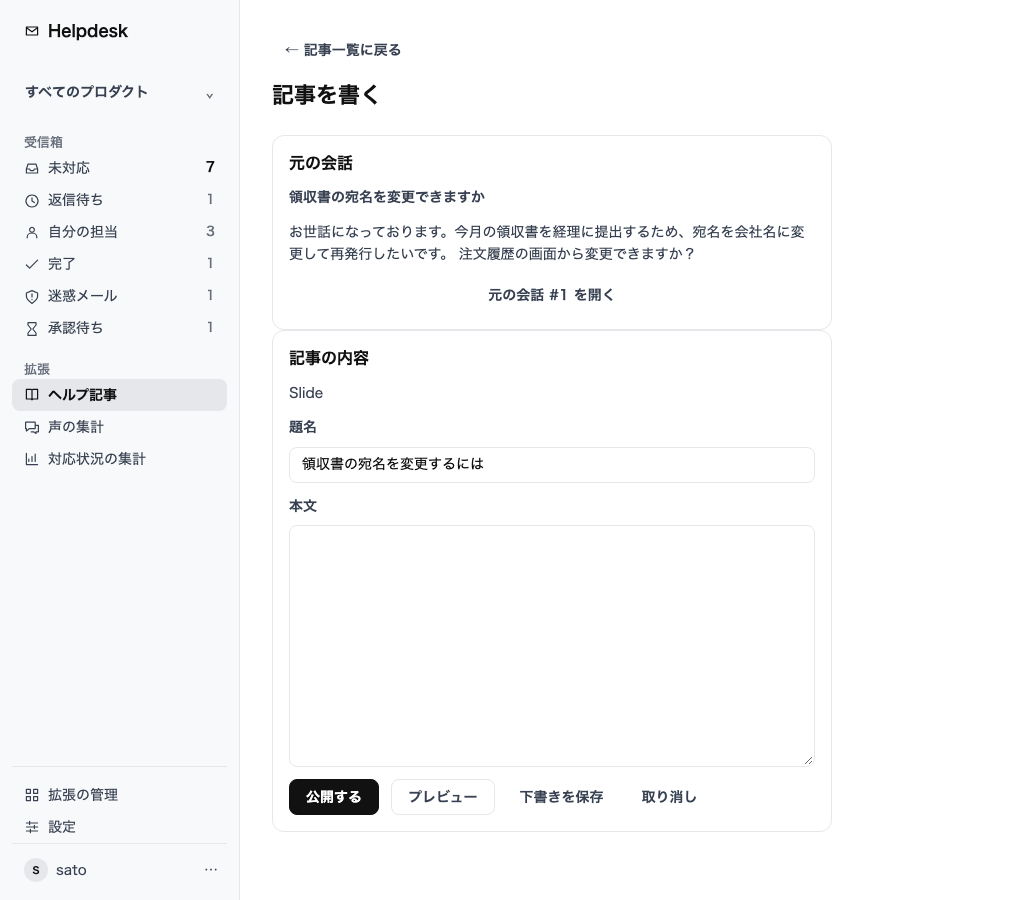 Helpdesk
すべてのプロダクト
受信箱
未対応 7
返信待ち 1
自分の担当 3
完了 1
迷惑メール 1
承認待ち 1
拡張
ヘルプ記事
声の集計
対応状況の集計
拡張の管理
設定
S sato ...
← 記事一覧に戻る
記事を書く
元の会話
領収書の宛名を変更できますか
お世話になっております。今月の領収書を経理に提出するため、宛名を会社名に変
更して再発行したいです。 注文履歴の画面から変更できますか？
元の会話 #1 を開く
記事の内容
Slide
題名
領収書の宛名を変更するには
本文
公開する プレビュー 下書きを保存 取り消し